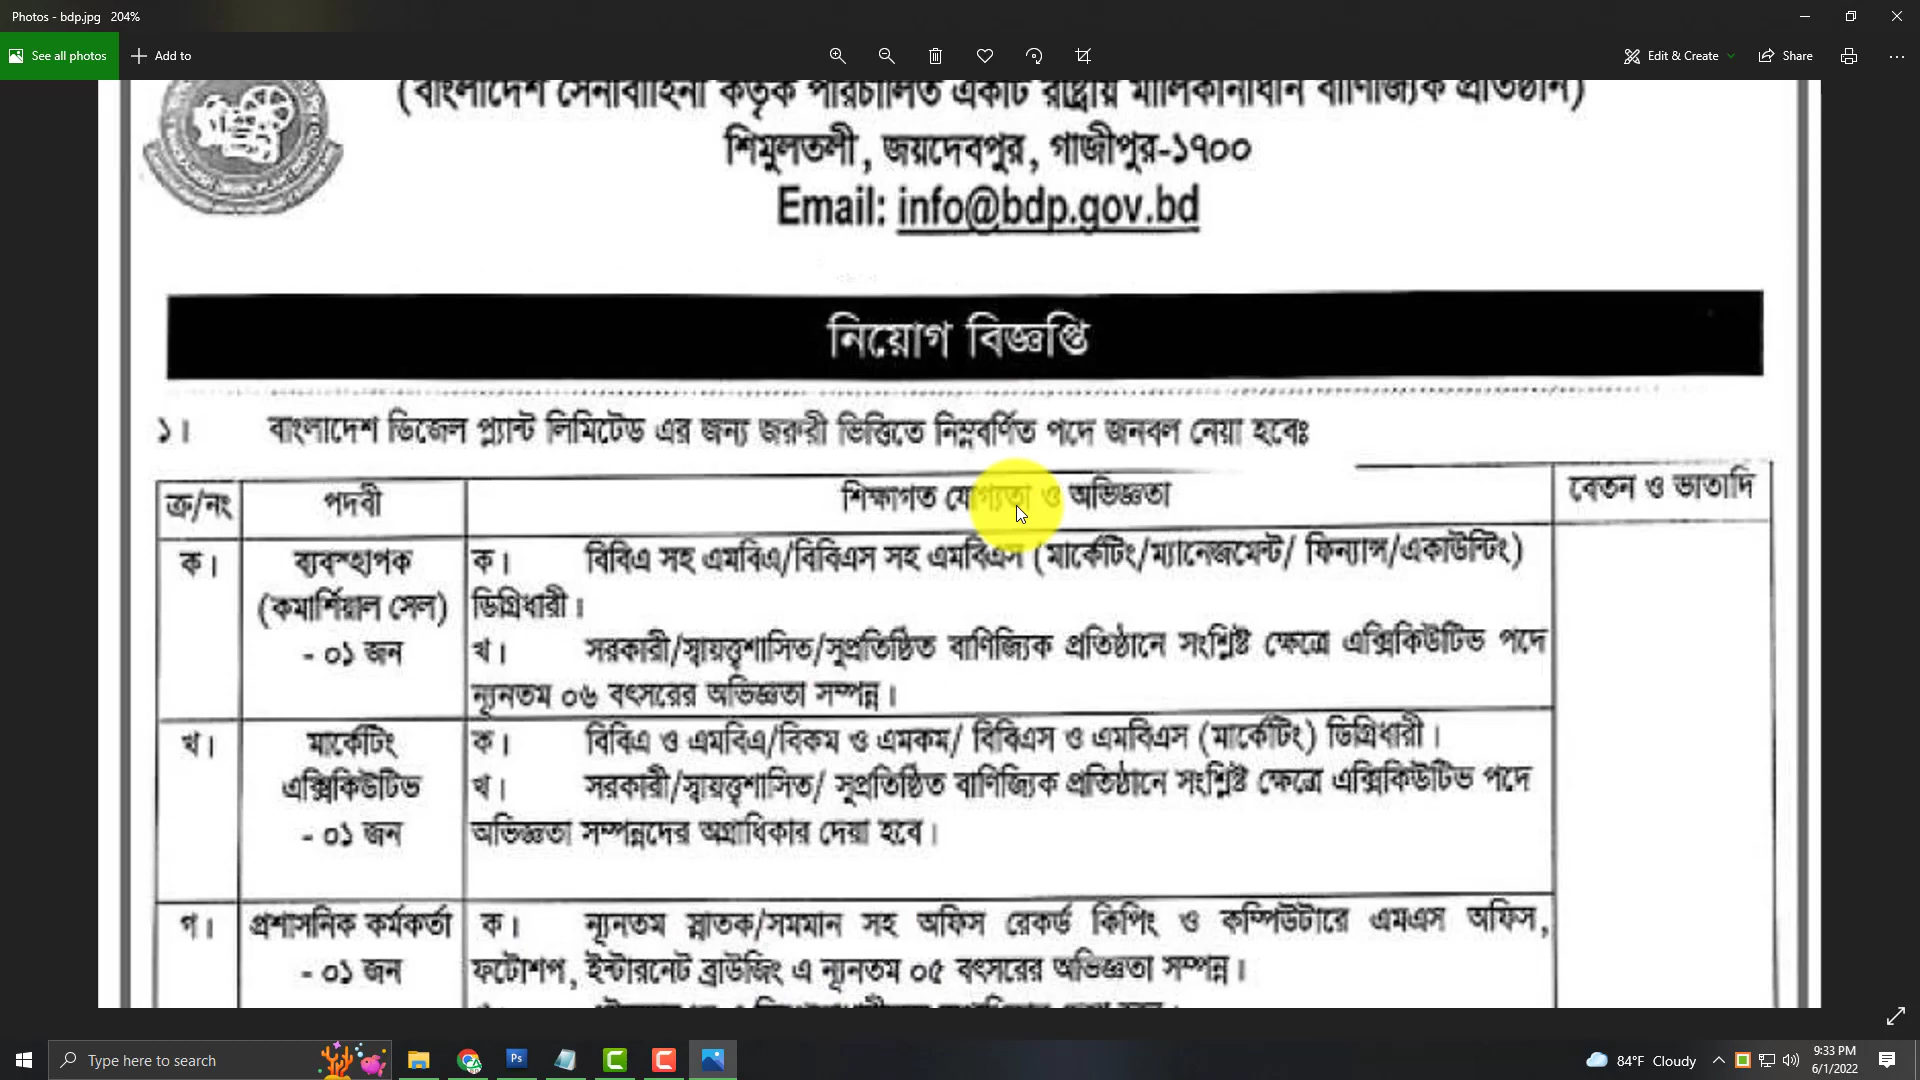 Photos - bdp.jpg 204%
See all photos
Add to
Edit & Create
Share
(বাংলাদেশ সেনাবাহিনী কর্তৃক পরিচালিত একটি রাষ্ট্রীয় মালিকানাধীন বাণিজ্যিক প্রতিষ্ঠান)
শিমুলতলী, জয়দেবপুর, গাজীপুর-১৭০০
Email: info@bdp.gov.bd
নিয়োগ বিজ্ঞপ্তি
১। বাংলাদেশ ডিজেল প্ল্যান্ট লিমিটেড এর জন্য জরুরী ভিত্তিতে নিম্নবর্ণিত পদে জনবল নেয়া হবেঃ
ক্র/নং পদবী শিক্ষাগত যোগ্যতা ও অভিজ্ঞতা বেতন ও ভাতাদি
ক। ব্যবস্হাপক
(কমার্শিয়াল সেল)
- ০১ জন
ক। বিবিএ সহ এমবিএ/বিবিএস সহ এমবিএস (মার্কেটিং/ম্যানেজমেন্ট/ ফিন্যান্স/একাউন্টিং)
ডিগ্রিধারী।
খ। সরকারী/স্বায়ত্ত্বশাসিত/সুপ্রতিষ্ঠিত বাণিজ্যিক প্রতিষ্ঠানে সংশ্লিষ্ট ক্ষেত্রে এক্সিকিউটিভ পদে
ন্যূনতম ০৬ বৎসরের অভিজ্ঞতা সম্পন্ন।
খ। মার্কেটিং
এক্সিকিউটিভ
- ০১ জন
ক। বিবিএ ও এমবিএ/বিকম ও এমকম/ বিবিএস ও এমবিএস (মার্কেটিং) ডিগ্রিধারী।
খ। সরকারী/স্বায়ত্ত্বশাসিত/ সুপ্রতিষ্ঠিত বাণিজ্যিক প্রতিষ্ঠানে সংশ্লিষ্ট ক্ষেত্রে এক্সিকিউটিভ পদে
অভিজ্ঞতা সম্পন্নদের অগ্রাধিকার দেয়া হবে।
গ। প্রশাসনিক কর্মকর্তা
- ০১ জন
ক। ন্যূনতম স্নাতক/সমমান সহ অফিস রেকর্ড কিপিং ও কম্পিউটারে এমএস অফিস,
ফটোশপ, ইন্টারনেট ব্রাউজিং এ ন্যূনতম ০৫ বৎসরের অভিজ্ঞতা সম্পন্ন।
Type here to search
Ps
84°F Cloudy
9:33 PM
6/1/2022